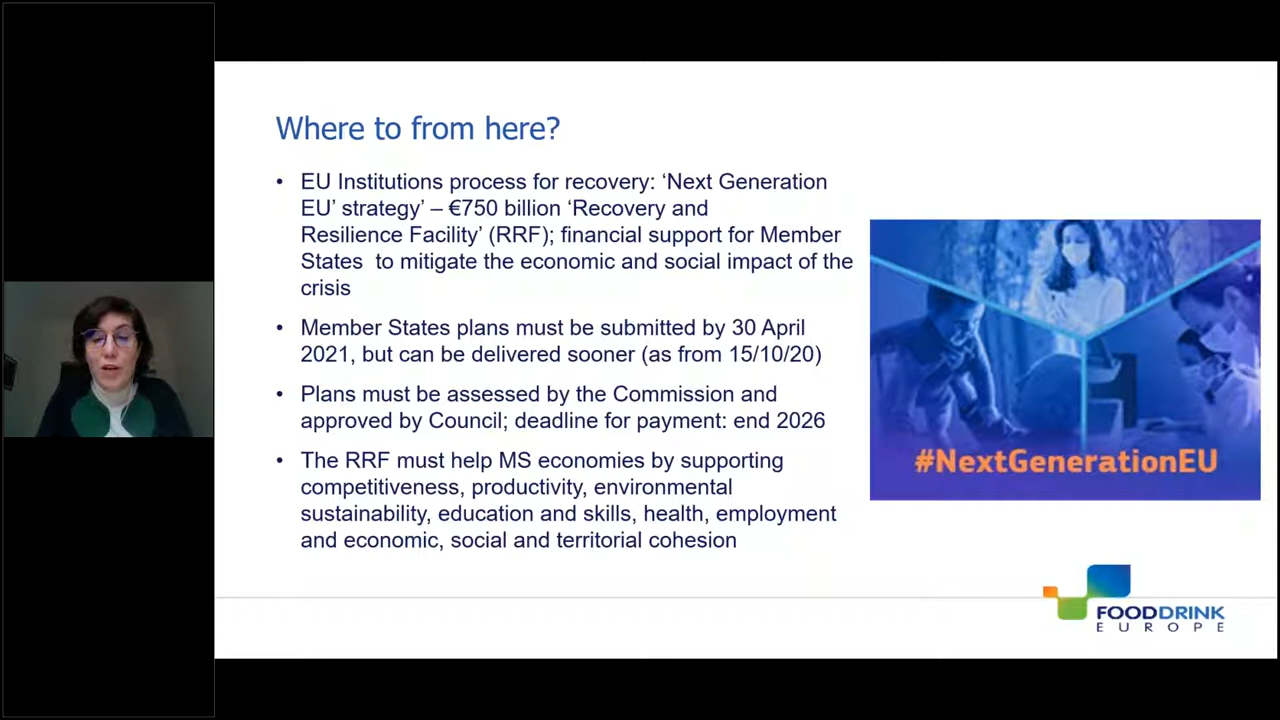 Where to from here?
• EU Institutions process for recovery: ‘Next Generation
EU’ strategy’ – €750 billion ‘Recovery and
Resilience Facility’ (RRF); financial support for Member
States  to mitigate the economic and social impact of the
crisis
• Member States plans must be submitted by 30 April
2021, but can be delivered sooner (as from 15/10/20)
• Plans must be assessed by the Commission and
approved by Council; deadline for payment: end 2026
• The RRF must help MS economies by supporting
competitiveness, productivity, environmental
sustainability, education and skills, health, employment
and economic, social and territorial cohesion
#NextGenerationEU
FOODDRINK
EUROPE